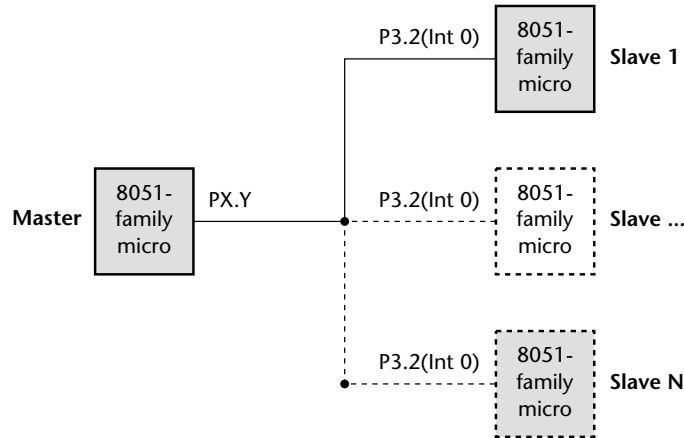 P3.2(Int 0)
8051-
family
micro
Slave 1
Master
8051-
family
micro
PX.Y
P3.2(Int 0)
8051-
family
micro
Slave ...
P3.2(Int 0)
8051-
family
micro
Slave N